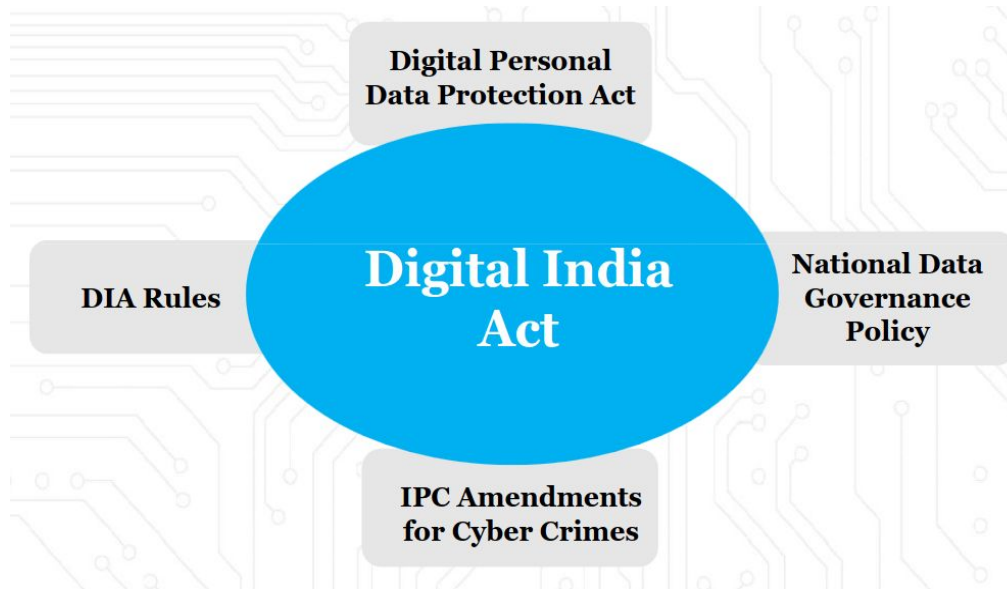 Digital Personal
Data Protection Act
Digital India
Act
DIA Rules
National Data
Governance
Policy
IPC Amendments
for Cyber Crimes